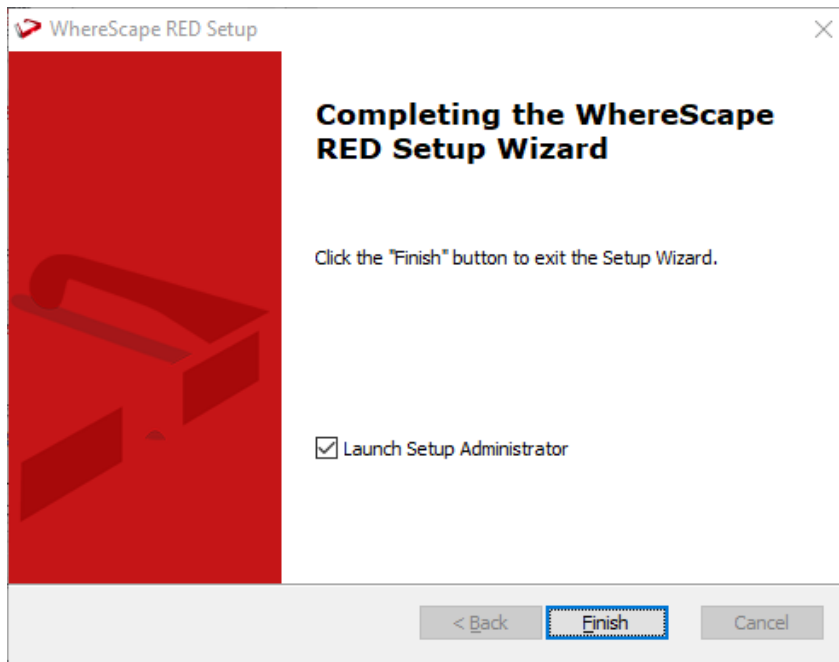 WhereScape RED Setup
Completing the WhereScape
RED Setup Wizard
Click the "Finish" button to exit the Setup Wizard.
Launch Setup Administrator
< Back
Finish
Cancel